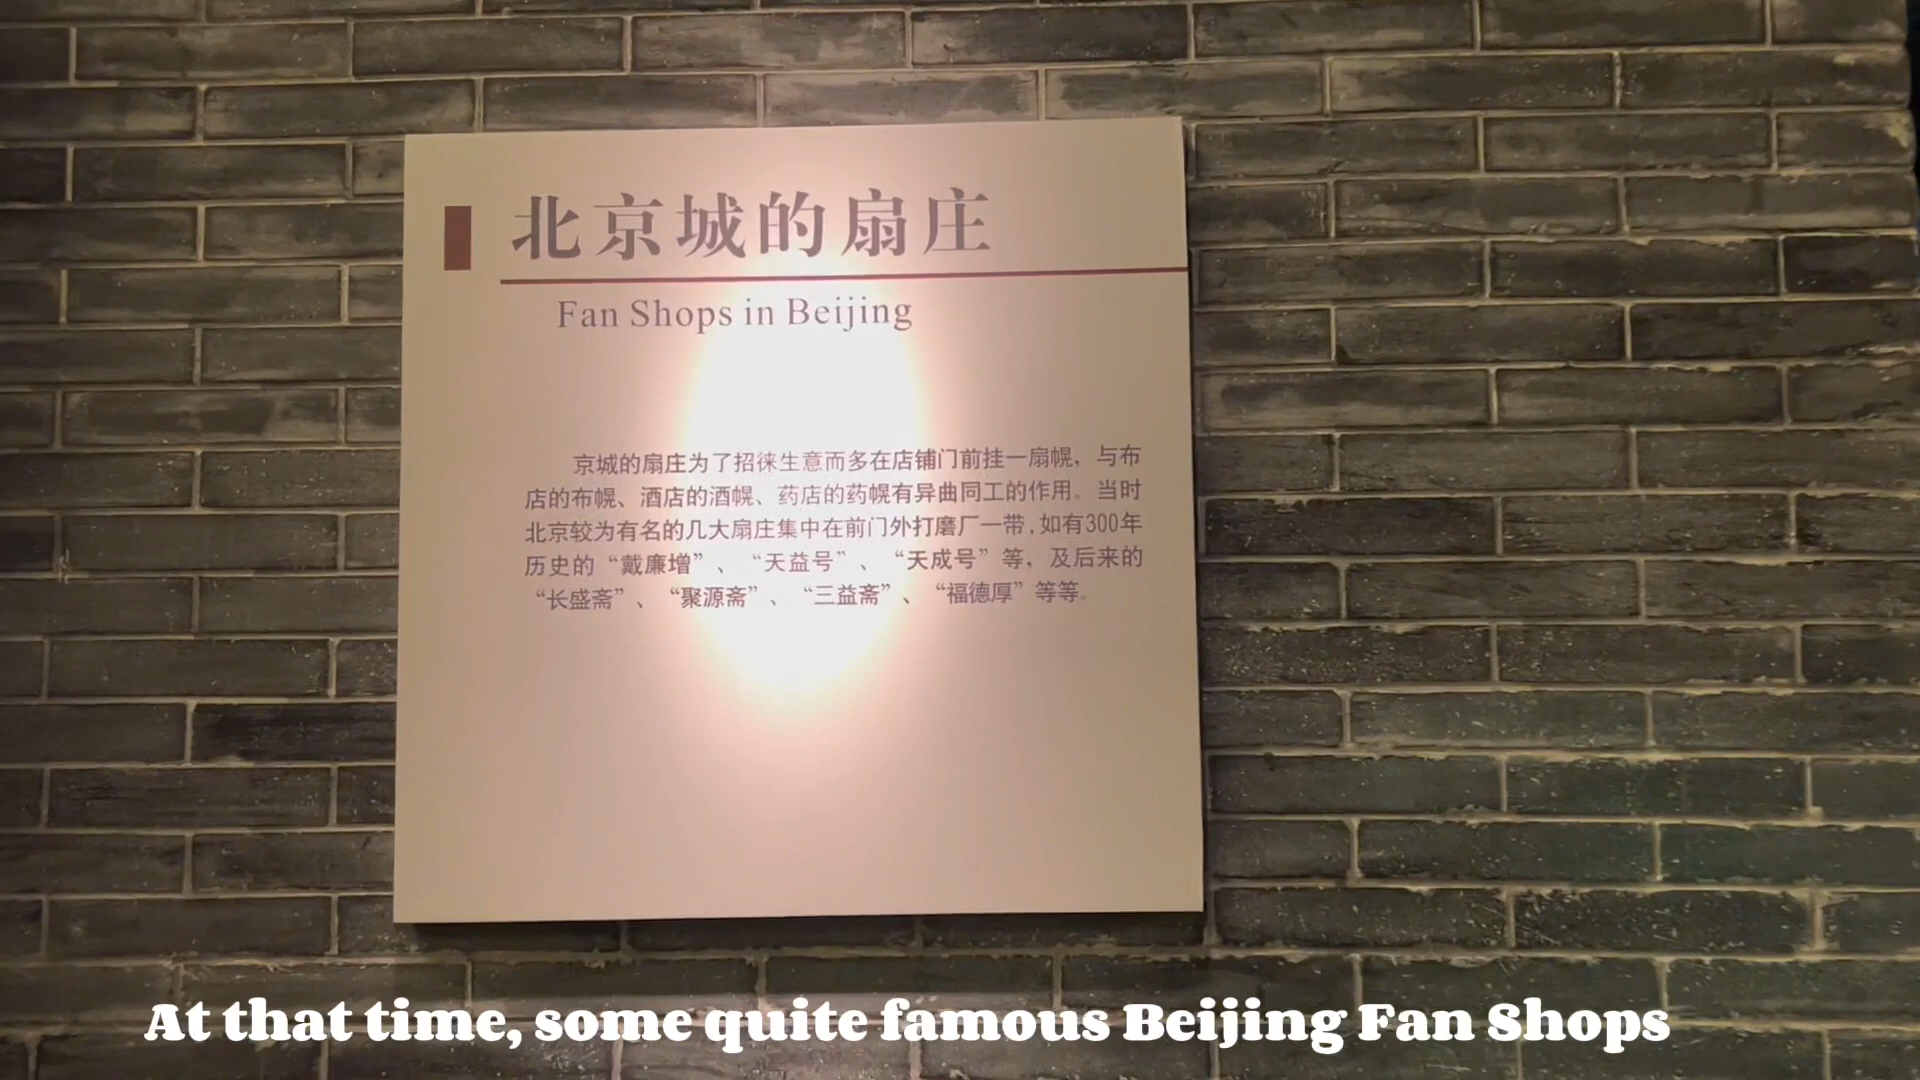 北京城的扇庄
Fan Shops in Beijing
京城的扇庄为了招徕生意而多在店铺门前挂一扇幌，与布
店的布幌、酒店的酒幌、药店的药幌有异曲同工的作用。当时
北京较为有名的几大扇庄集中在前门外打磨厂一带，如有300年
历史的“戴廉增”、“天益号”、“天成号”等，及后来的
“长盛斋”、“聚源斋”、“三益斋”、“福德厚”等等。
At that time, some quite famous Beijing Fan Shops